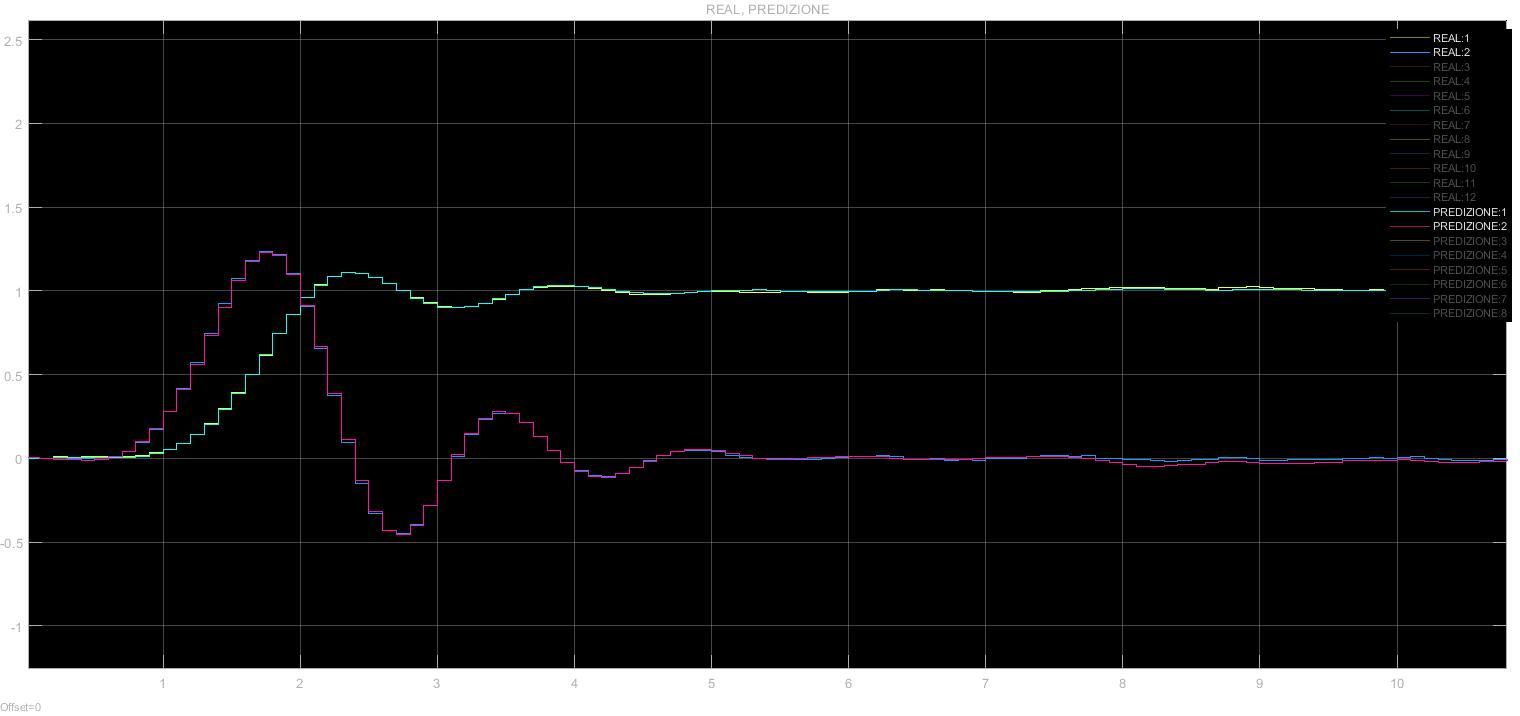 REAL, PREDIZIONE
2.5
2
1.5
1
0.5
0
-0.5
-1
REAL:1
REAL:2
REAL:3
REAL:4
REAL:5
REAL:6
REAL:7
REAL:8
REAL:9
REAL:10
REAL:11
REAL:12
PREDIZIONE:1
PREDIZIONE:2
PREDIZIONE:3
PREDIZIONE:4
PREDIZIONE:5
PREDIZIONE:6
PREDIZIONE:7
PREDIZIONE:8
1 2 3 4 5 6 7 8 9 10
Offset=0